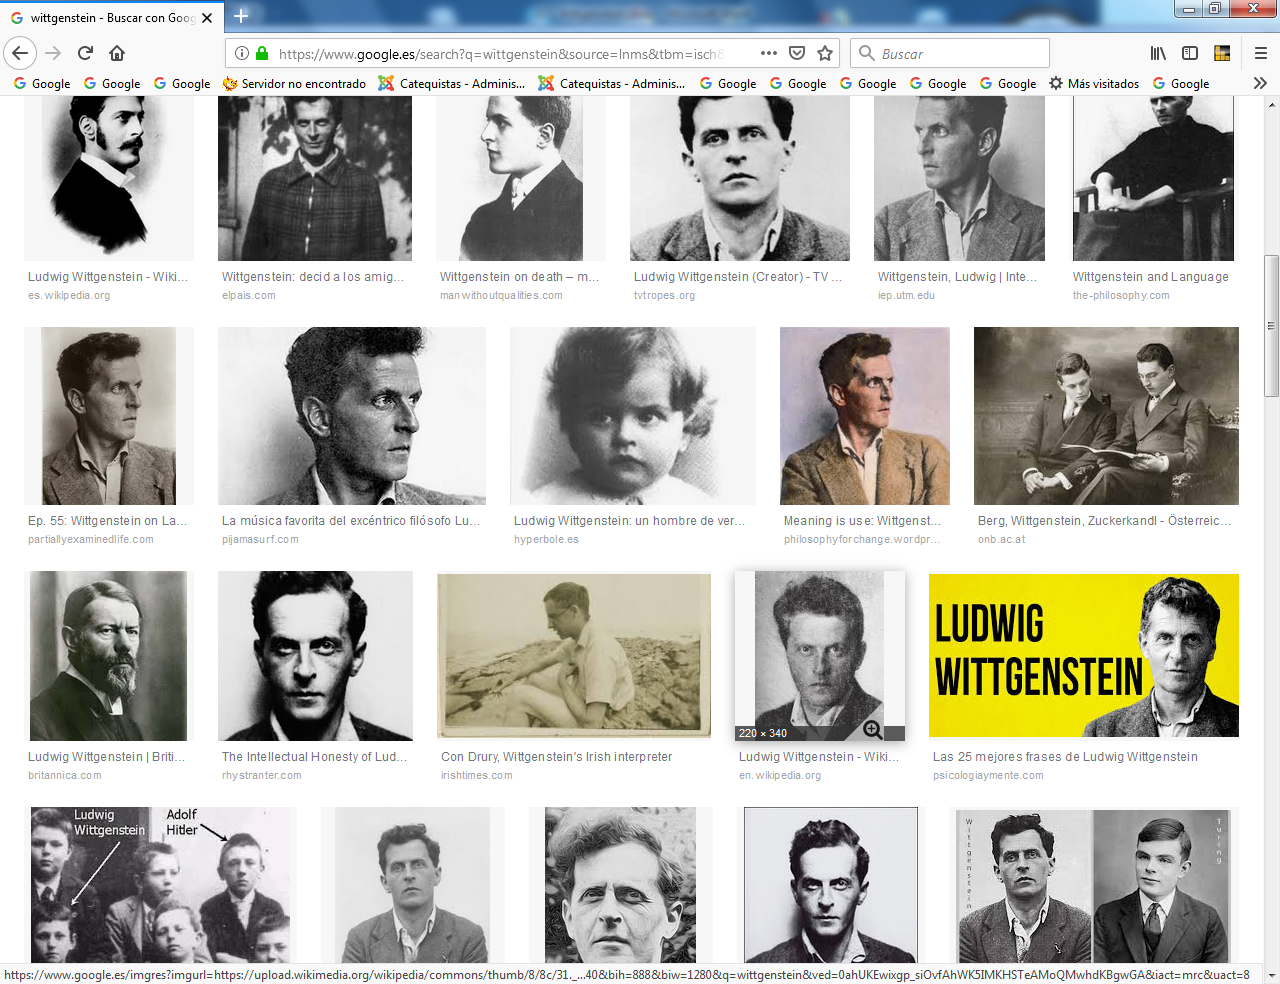 wittgenstein - Buscar con Goog
https://www.google.es/search?q=wittgenstein&source=lnms&tbm=isch&
Buscar
Google
Google
Google
Servidor no encontrado
Catequistas - Adminis...
Catequistas - Adminis...
Google
Google
Google
Google
Google
Más visitados
Google
Ludwig Wittgenstein - Wiki...
Wittgenstein: decid a los amig...
Wittgenstein on death – m...
Ludwig Wittgenstein (Creator) - TV ...
Wittgenstein, Ludwig | Inte...
Wittgenstein and Language
es.wikipedia.org
elpais.com
manwithoutqualities.com
tvtropes.org
iep.utm.edu
the-philosophy.com
Ep. 55: Wittgenstein on La...
La música favorita del excéntrico filósofo Lu...
Ludwig Wittgenstein: un hombre de ver...
Meaning is use: Wittgenst...
Berg, Wittgenstein, Zuckerkandl - Österreic...
partiallyexaminedlife.com
pijamasurf.com
hyperbole.es
philosophyforchange.wordpr...
onb.ac.at
LUDWIG
WITTGENSTEIN
220 × 340
Ludwig Wittgenstein | Briti...
The Intellectual Honesty of Lud...
Con Drury, Wittgenstein's Irish interpreter
Ludwig Wittgenstein - Wiki...
Las 25 mejores frases de Ludwig Wittgenstein
britannica.com
rhystranter.com
irishtimes.com
en.wikipedia.org
psicologiaymente.com
Ludwig
Wittgenstein
Adolf
Hitler
Wittgenstein
Turing
https://www.google.es/imgres?imgurl=https://upload.wikimedia.org/wikipedia/commons/thumb/8/8c/31._...40&bih=888&biw=1280&q=wittgenstein&ved=0ahUKEwixgp_siOvfAhWK5IMKHSTeAMoQMwhdKBgwGA&iact=mrc&uact=8